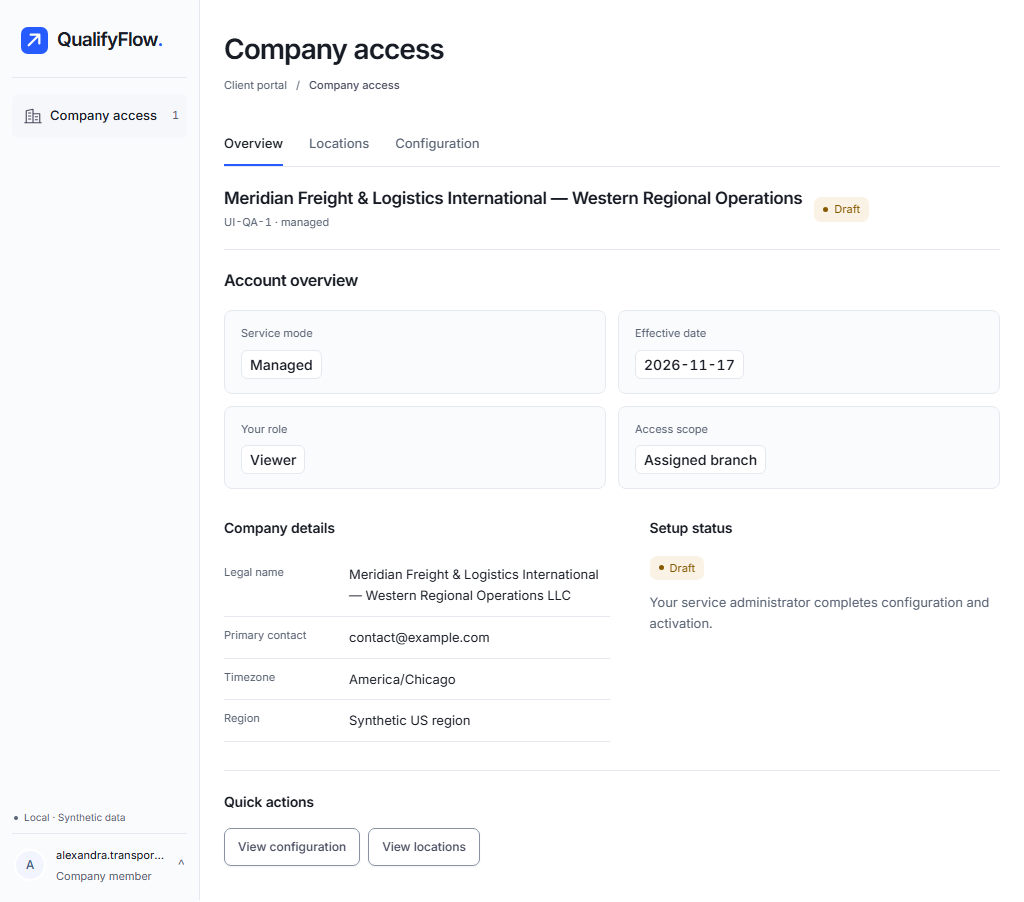 QualifyFlow.
Company access 1
Local · Synthetic data
A
alexandra.transpor...
Company member
Company access
Client portal / Company access
Overview Locations Configuration
Meridian Freight & Logistics International — Western Regional Operations
Draft
UI-QA-1 · managed
Account overview
Service mode
Managed
Effective date
2026-11-17
Your role
Viewer
Access scope
Assigned branch
Company details
Legal name
Meridian Freight & Logistics International
— Western Regional Operations LLC
Primary contact
contact@example.com
Timezone
America/Chicago
Region
Synthetic US region
Setup status
Draft
Your service administrator completes configuration and
activation.
Quick actions
View configuration
View locations